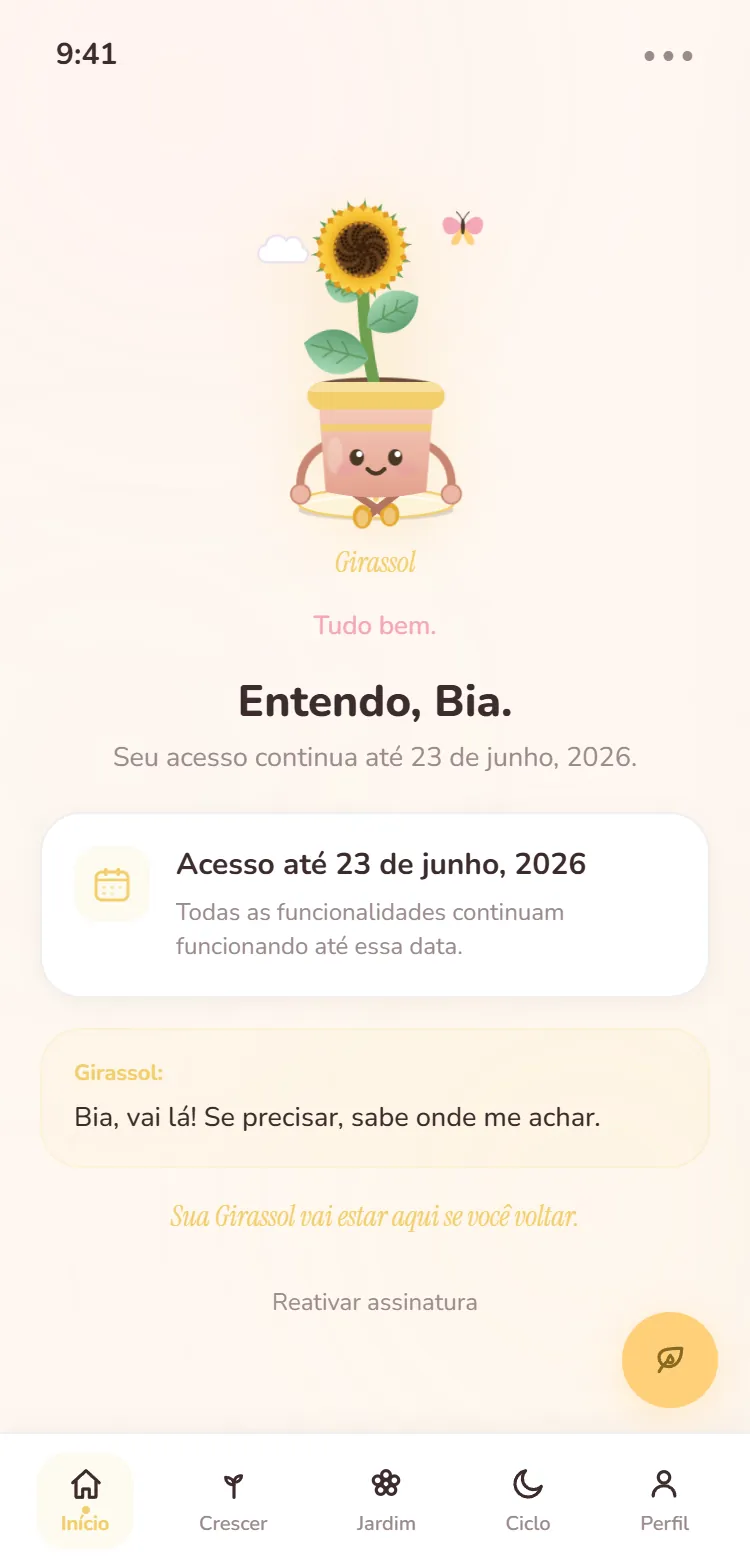 9:41
Girassol
Tudo bem.
Entendo, Bia.
Seu acesso continua até 23 de junho, 2026.
Acesso até 23 de junho, 2026
Todas as funcionalidades continuam
funcionando até essa data.
Girassol:
Bia, vai lá! Se precisar, sabe onde me achar.
Sua Girassol vai estar aqui se você voltar.
Reativar assinatura
Início
Crescer
Jardim
Ciclo
Perfil